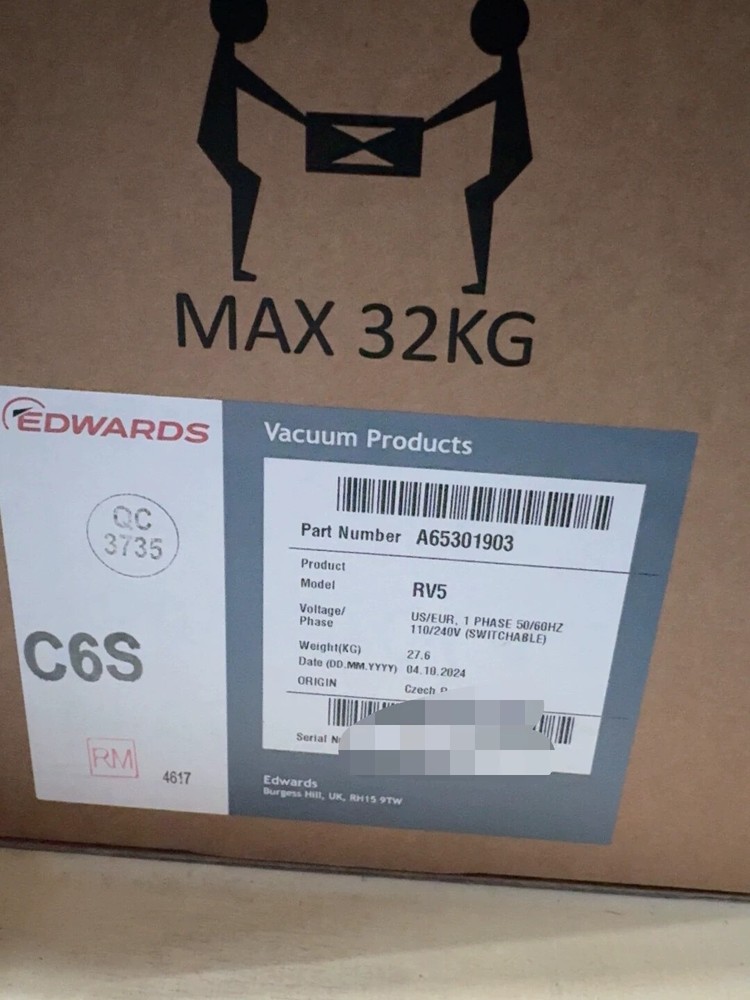 MAX 32KG
EDWARDS
QC
3735
C6S
RM
4617
Vacuum Products
Part Number A65301903
Product
Model RV5
Voltage/ US/EUR, 1 PHASE 50/60HZ
Phase 110/240V (SWITCHABLE)
Weight(KG) 27.6
Date (DD.MM.YYYY) 04.10.2024
ORIGIN Czech
Serial
Edwards
Burgess Hill, UK, RH15 9TW